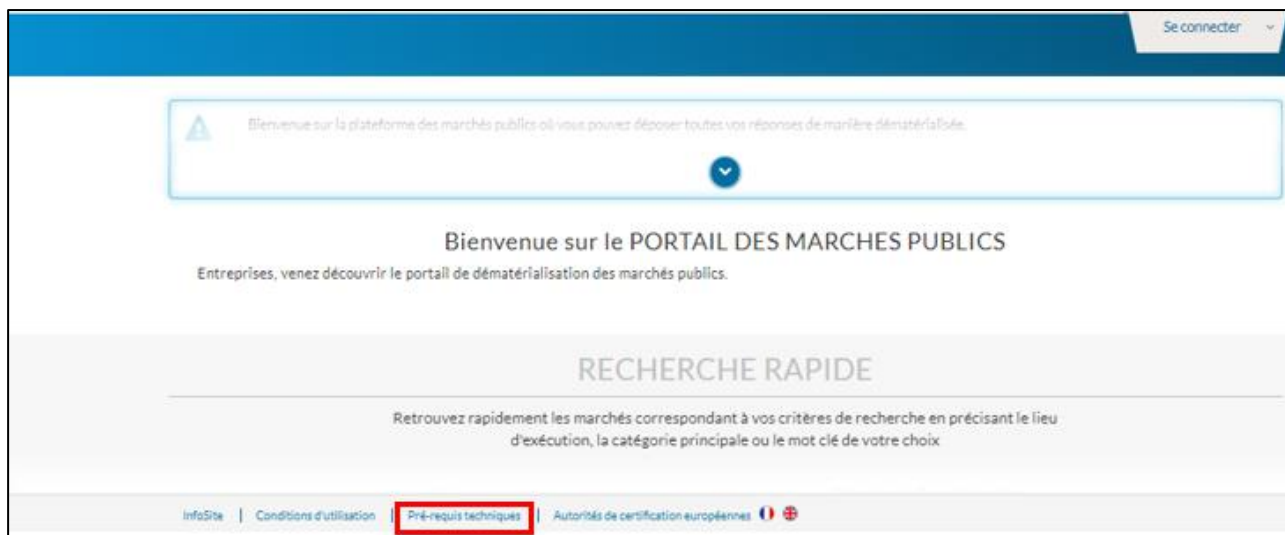 Se connecter
Bienvenue sur la plateforme des marchés publics où vous pouvez déposer toutes vos réponses de manière dématérialisée.
Bienvenue sur le PORTAIL DES MARCHES PUBLICS
Entreprises, venez découvrir le portail de dématérialisation des marchés publics.
RECHERCHE RAPIDE
Retrouvez rapidement les marchés correspondant à vos critères de recherche en précisant le lieu
d'exécution, la catégorie principale ou le mot clé de votre choix
InfoSite | Conditions d'utilisation | Pré-requis techniques | Autorités de certification européennes